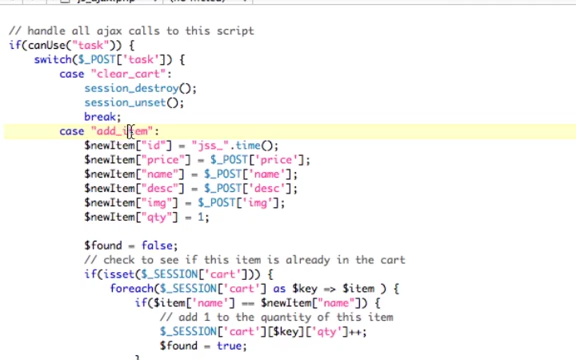 // handle all ajax calls to this script
if(canUse("task")) {
switch($_POST['task']) {
case "clear_cart":
session_destroy();
session_unset();
break;
case "add_item":
$newItem["id"] = "jss_".time();
$newItem["price"] = $_POST['price'];
$newItem["name"] = $_POST['name'];
$newItem["desc"] = $_POST['desc'];
$newItem["img"] = $_POST['img'];
$newItem["qty"] = 1;
$found = false;
// check to see if this item is already in the cart
if(isset($_SESSION['cart'])) {
foreach($_SESSION['cart'] as $key => $item ) {
if($item['name'] == $newItem["name"]) {
// add 1 to the quantity of this item
$_SESSION['cart'][$key]['qty']++;
$found = true;